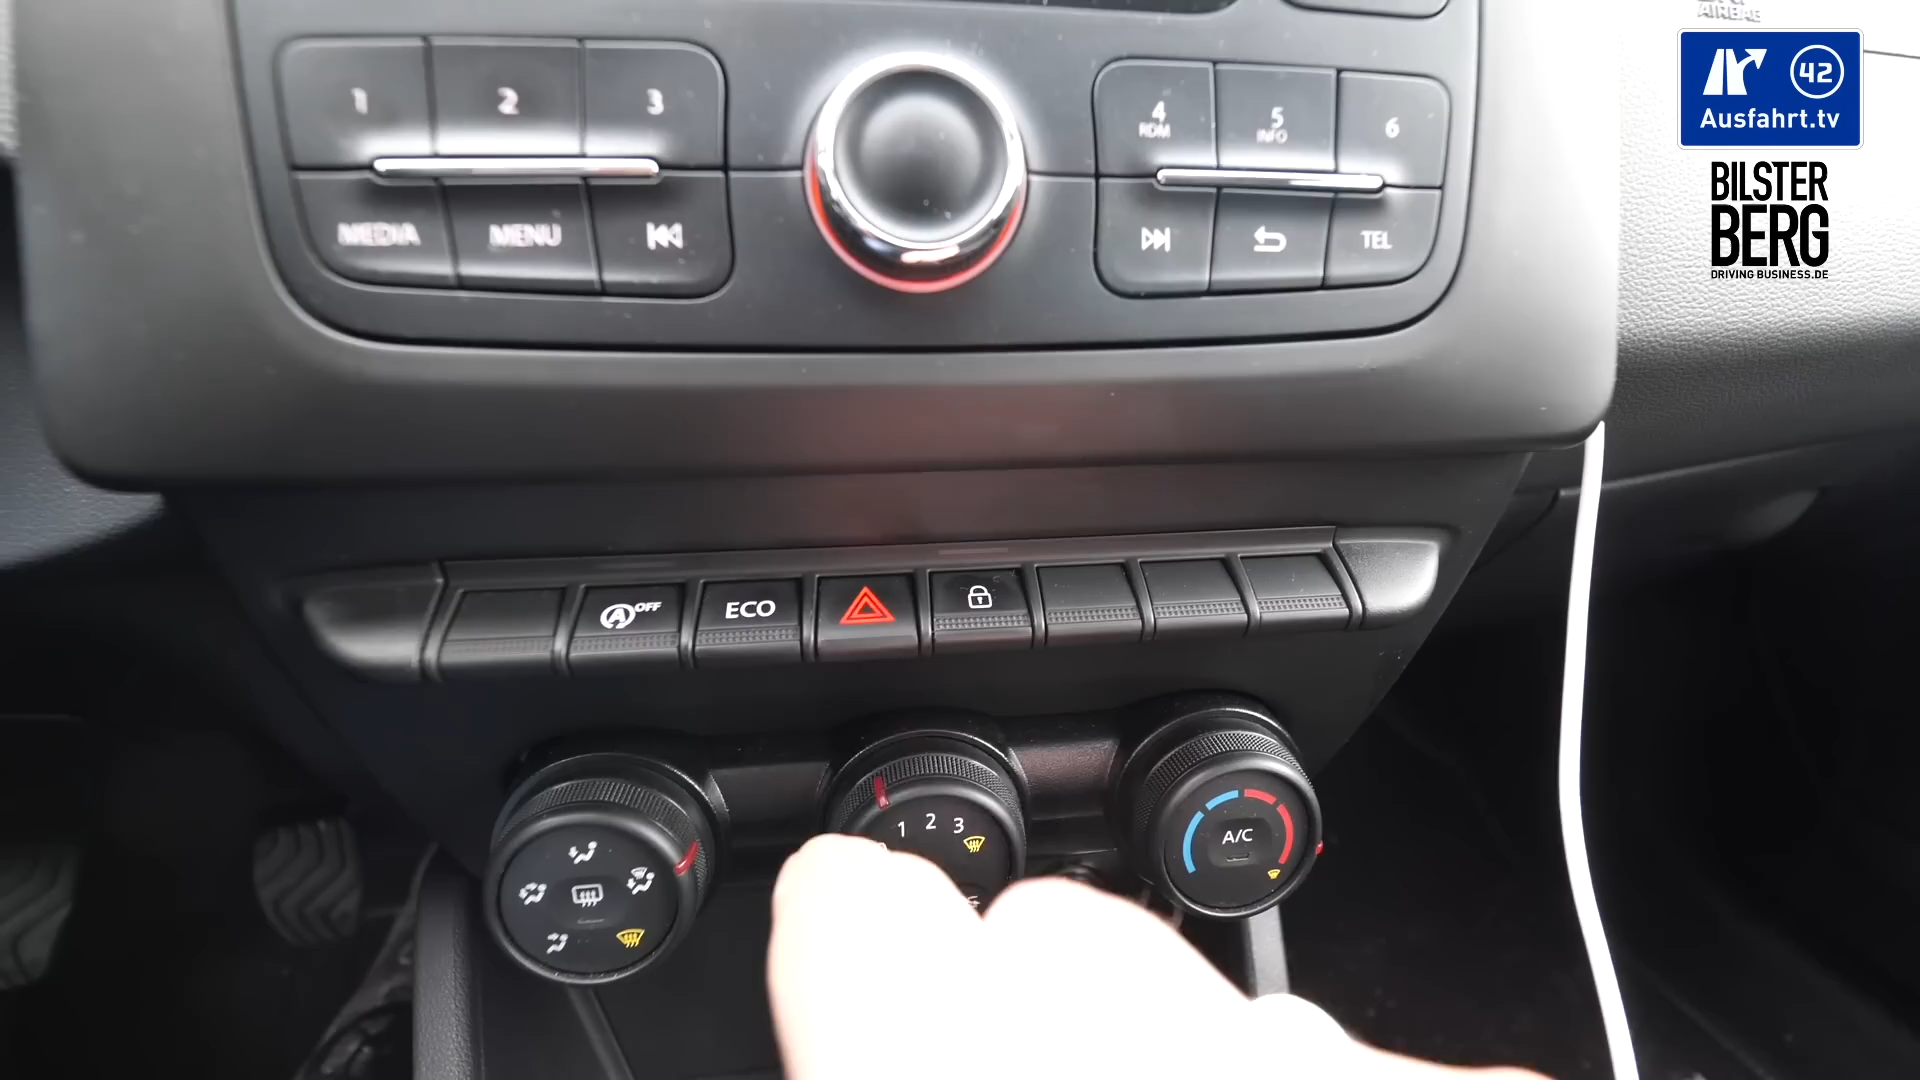 1
2
3
4
RDM
5
INFO
6
MEDIA
MENU
TEL
42
Ausfahrt.tv
BILSTER
BERG
DRIVING BUSINESS.DE
AIRBAG
A OFF
ECO
1 2 3
A/C